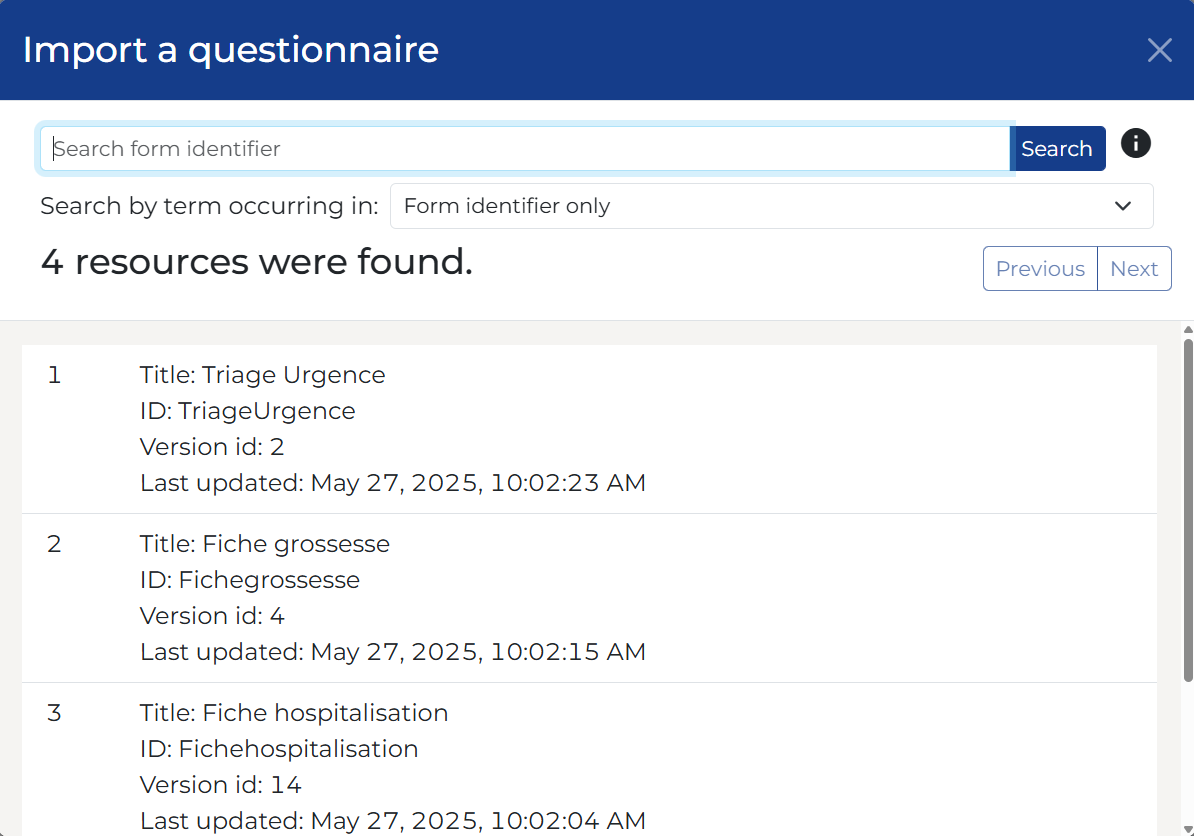 Import a questionnaire
Search form identifier
Search
Search by term occurring in:
Form identifier only
4 resources were found.
Previous
Next
1
Title: Triage Urgence
ID: TriageUrgence
Version id: 2
Last updated: May 27, 2025, 10:02:23 AM
2
Title: Fiche grossesse
ID: Fichegrossesse
Version id: 4
Last updated: May 27, 2025, 10:02:15 AM
3
Title: Fiche hospitalisation
ID: Fichehospitalisation
Version id: 14
Last updated: May 27, 2025, 10:02:04 AM